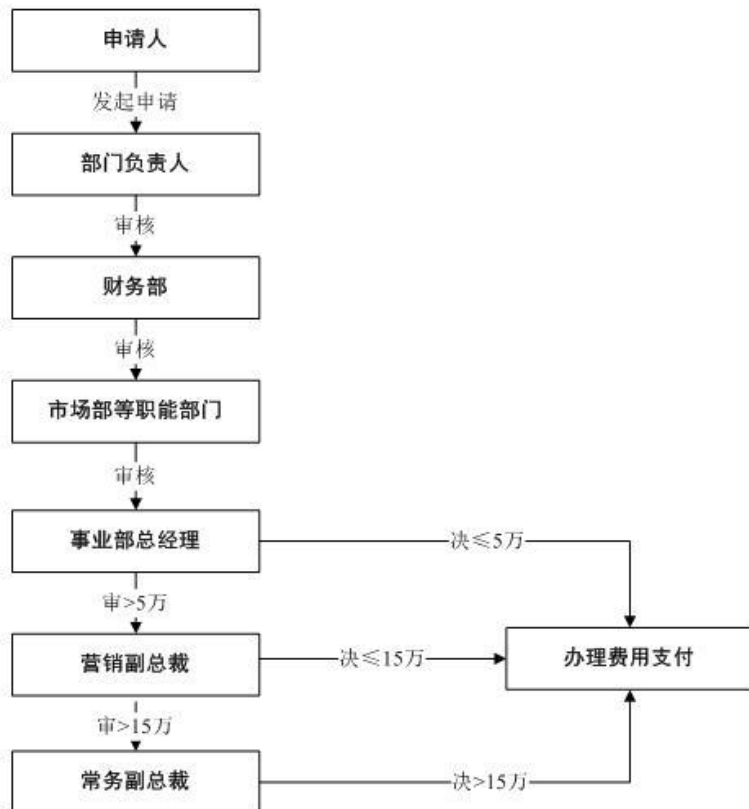 申请人
发起申请
部门负责人
审核
财务部
审核
市场部等职能部门
审核
事业部总经理
决≤5万
审>5万
营销副总裁
决≤15万
办理费用支付
审>15万
常务副总裁
决>15万